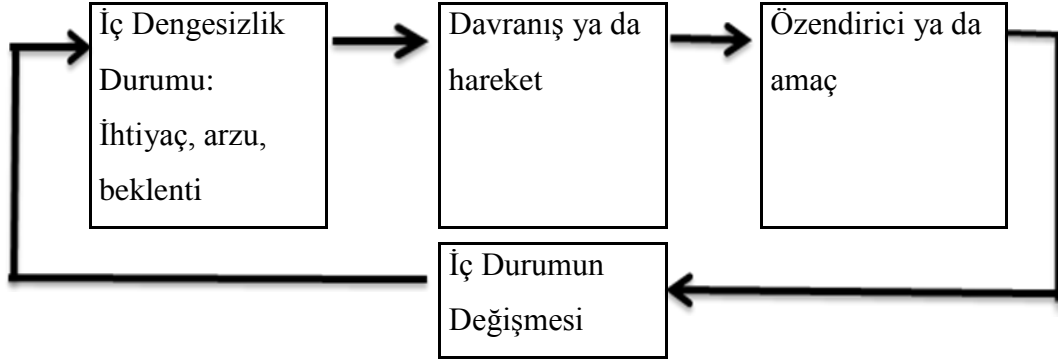 İç Dengesizlik
Durumu:
İhtiyaç, arzu,
beklenti
Davranış ya da
hareket
Özendirici ya da
amaç
İç Durumun
Değişmesi